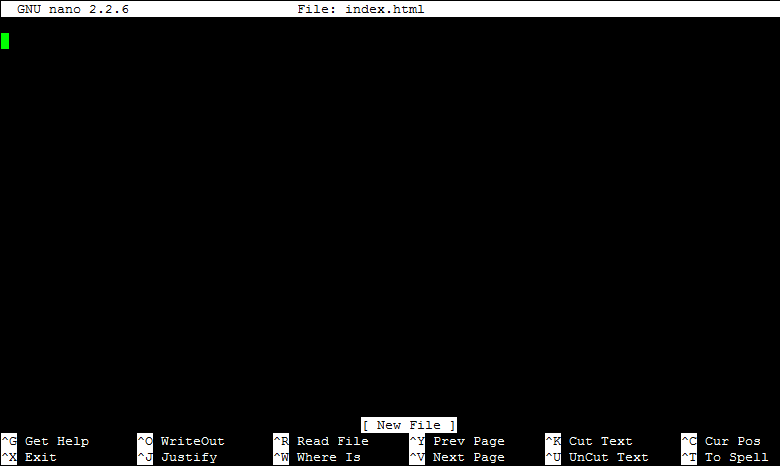 GNU nano 2.2.6 File: index.html
[ New File ]
^G Get Help ^O WriteOut ^R Read File ^Y Prev Page ^K Cut Text ^C Cur Pos
^X Exit ^J Justify ^W Where Is ^V Next Page ^U UnCut Text ^T To Spell